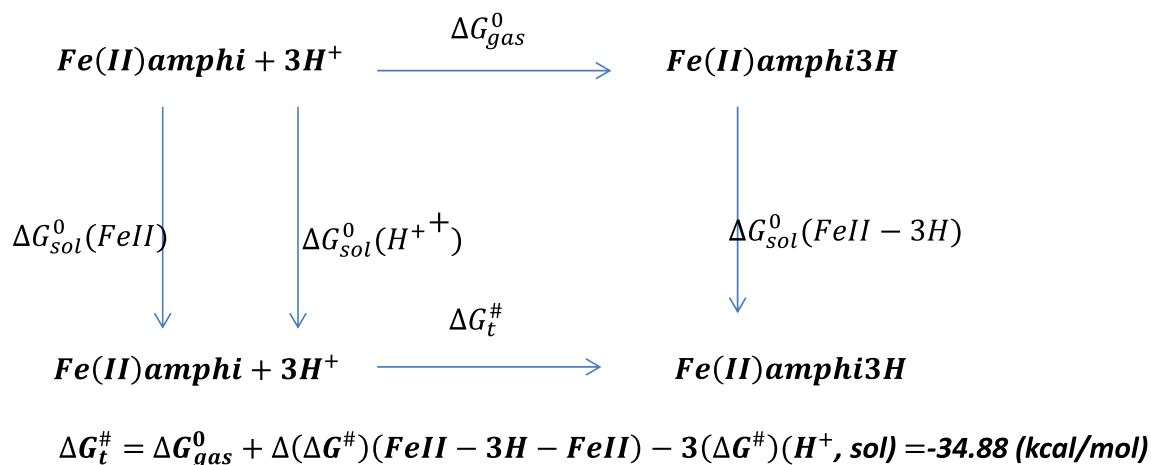 ΔG⁰gas
Fe(II)amphi + 3H⁺ Fe(II)amphi3H
ΔG⁰sol(FeII) ΔG⁰sol(H⁺⁺) ΔG⁰sol(FeII − 3H)
ΔG#t
Fe(II)amphi + 3H⁺ Fe(II)amphi3H
ΔG#t = ΔG⁰gas + Δ(ΔG#)(FeII − 3H − FeII) − 3(ΔG#)(H⁺, sol) =-34.88 (kcal/mol)